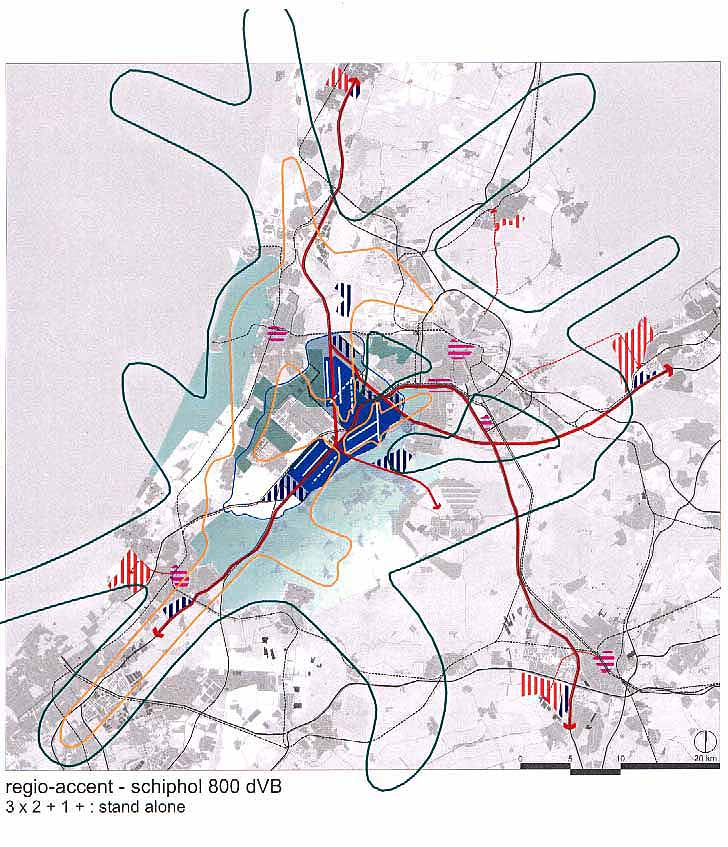 0 5 10 20 km
regio-accent - schiphol 800 dVB
3 x 2 + 1 + : stand alone